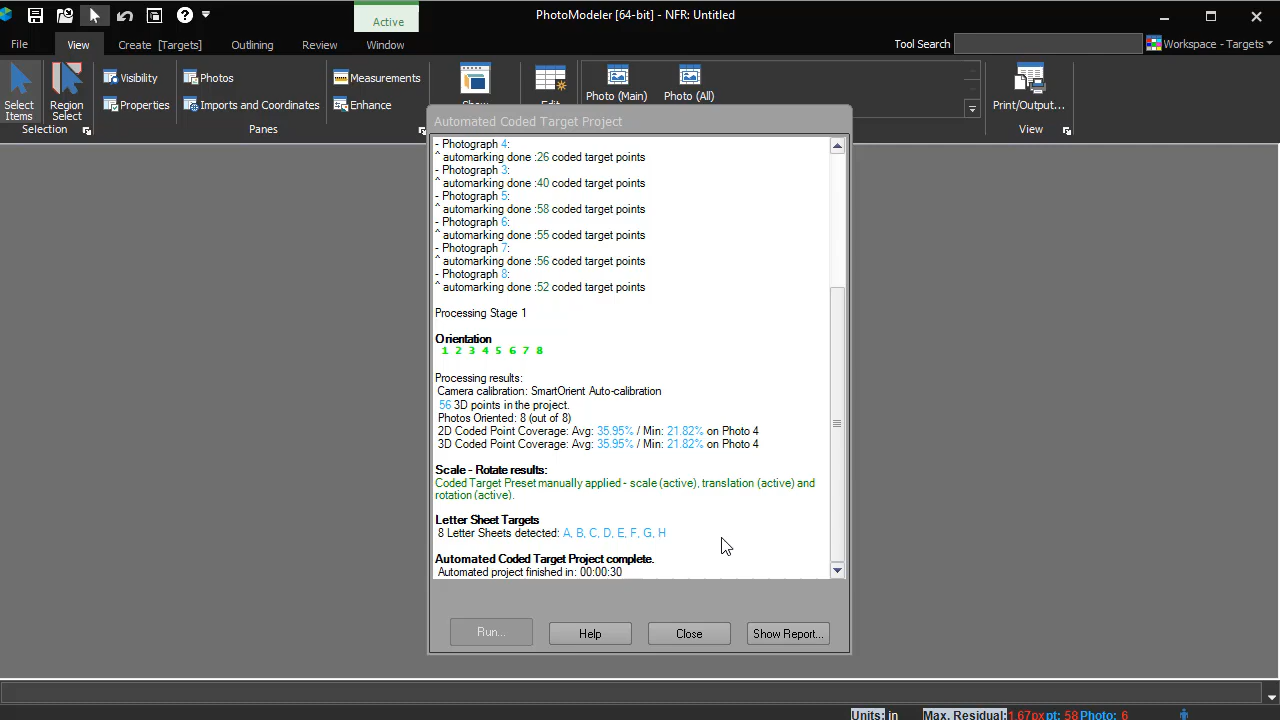 Active
PhotoModeler [64-bit] - NFR: Untitled
File View Create [Targets] Outlining Review Window Tool Search Workspace - Targets
Select Items
Region Select
Selection
Visibility
Properties
Photos
Imports and Coordinates
Panes
Measurements
Enhance
Photo (Main)
Photo (All)
Print/Output...
View
Automated Coded Target Project
- Photograph 4:
^ automarking done :26 coded target points
- Photograph 3:
^ automarking done :40 coded target points
- Photograph 5:
^ automarking done :58 coded target points
- Photograph 6:
^ automarking done :55 coded target points
- Photograph 7:
^ automarking done :56 coded target points
- Photograph 8:
^ automarking done :52 coded target points
Processing Stage 1
Orientation
1 2 3 4 5 6 7 8
Processing results:
Camera calibration: SmartOrient Auto-calibration
56 3D points in the project.
Photos Oriented: 8 (out of 8)
2D Coded Point Coverage: Avg: 35.95% / Min: 21.82% on Photo 4
3D Coded Point Coverage: Avg: 35.95% / Min: 21.82% on Photo 4
Scale - Rotate results:
Coded Target Preset manually applied - scale (active), translation (active) and
rotation (active).
Letter Sheet Targets
8 Letter Sheets detected: A, B, C, D, E, F, G, H
Automated Coded Target Project complete.
Automated project finished in: 00:00:30
Run... Help Close Show Report...
Units: in Max. Residual: 1.67px pt: 58 Photo: 6